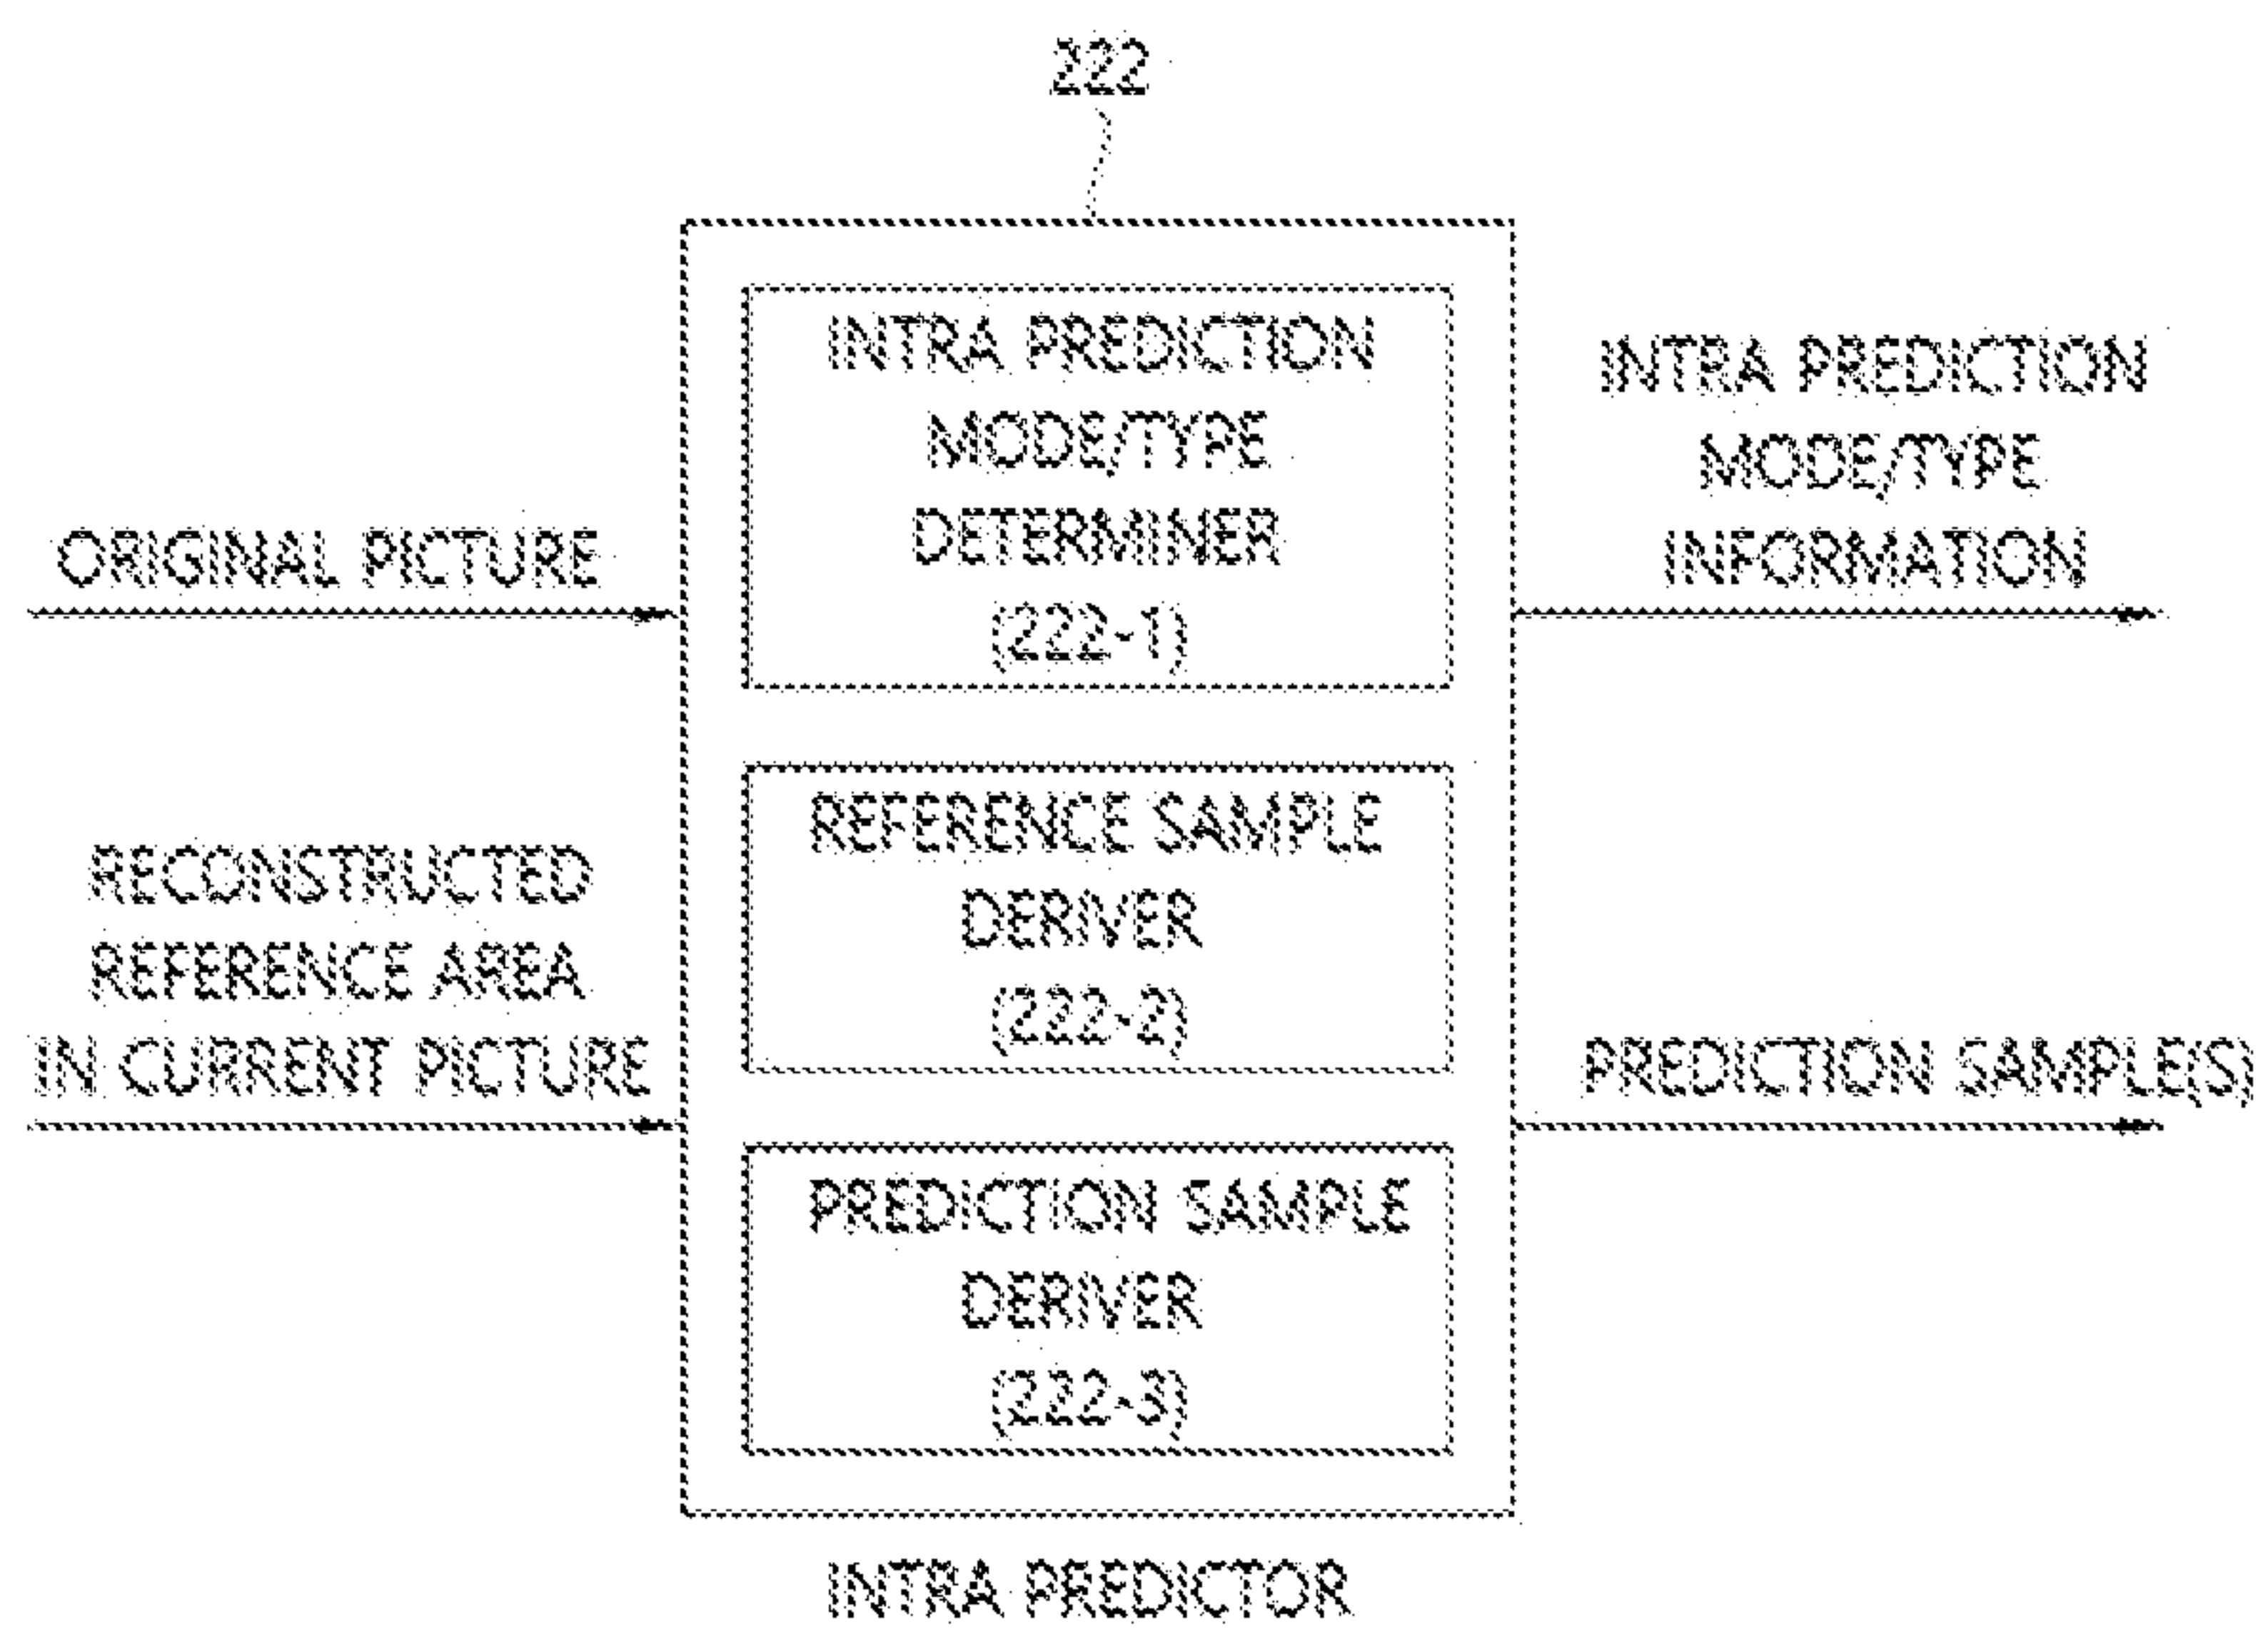 222
INTRA PREDICTION
MODE/TYPE
DETERMINER
(222-1)
INTRA PREDICTION
MODE/TYPE
INFORMATION
ORIGINAL PICTURE
REFERENCE SAMPLE
DERIVER
(222-2)
RECONSTRUCTED
REFERENCE AREA
IN CURRENT PICTURE
PREDICTION SAMPLE(S)
PREDICTION SAMPLE
DERIVER
(222-3)
INTRA PREDICTOR